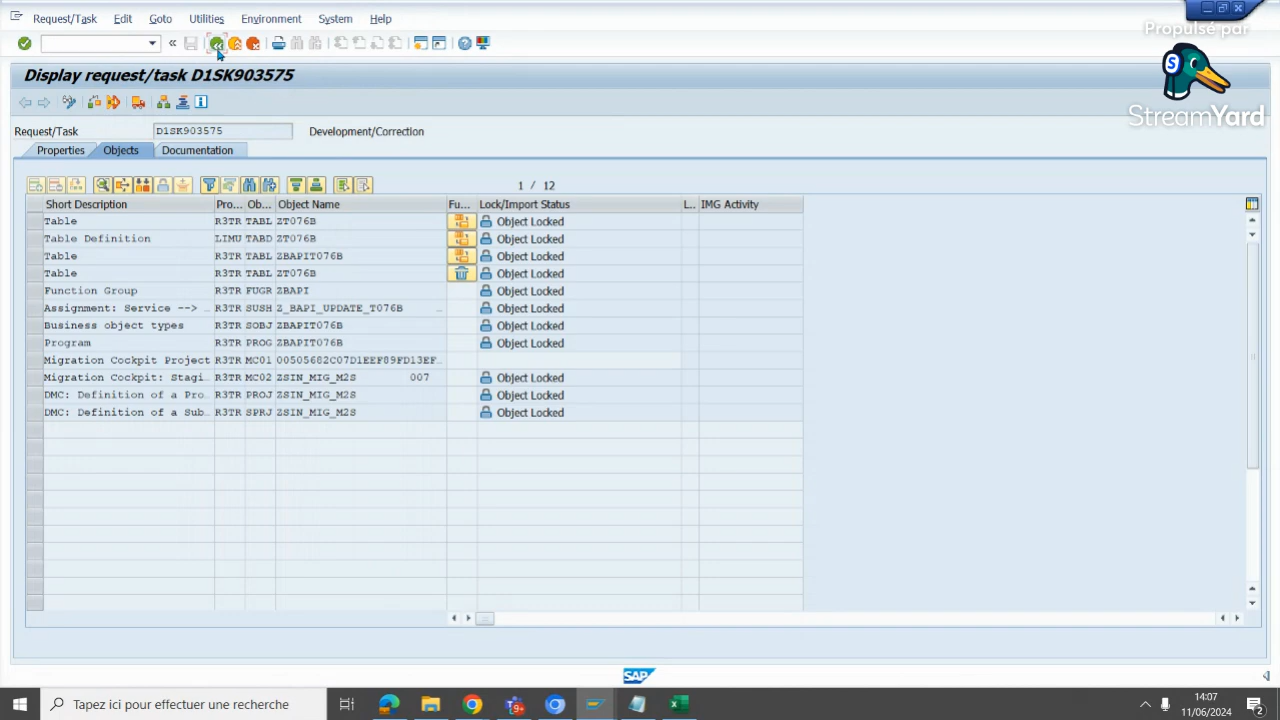 Request/Task Edit Goto Utilities Environment System Help
Propulsé par
StreamYard
Display request/task D1SK903575
Request/Task D1SK903575 Development/Correction
Properties Objects Documentation
1 / 12
Short Description Pro... Ob... Object Name Fu... Lock/Import Status L.. IMG Activity
Table R3TR TABL ZT076B Object Locked
Table Definition LIMU TABD ZT076B Object Locked
Table R3TR TABL ZBAPIT076B Object Locked
Table R3TR TABL ZT076B Object Locked
Function Group R3TR FUGR ZBAPI Object Locked
Assignment: Service --> … R3TR SUSH Z_BAPI_UPDATE_T076B … Object Locked
Business object types R3TR SOBJ ZBAPIT076B Object Locked
Program R3TR PROG ZBAPIT076B Object Locked
Migration Cockpit Project R3TR MC01 00505682C07D1EEF89FD13EF…
Migration Cockpit: Stagi… R3TR MC02 ZSIN_MIG_M2S 007 Object Locked
DMC: Definition of a Pro… R3TR PROJ ZSIN_MIG_M2S Object Locked
DMC: Definition of a Sub… R3TR SPRJ ZSIN_MIG_M2S Object Locked
SAP
Tapez ici pour effectuer une recherche
9+
14:07
11/06/2024
2